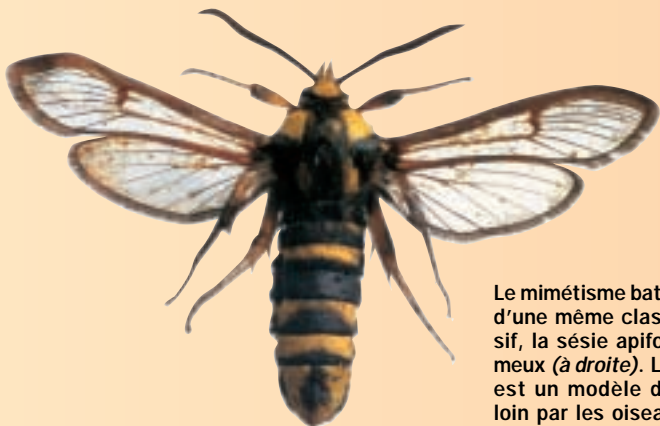 Le mimétisme bat
d'une même clas
sif, la sésie apifo
meux (à droite). L
est un modèle d
loin par les oisea